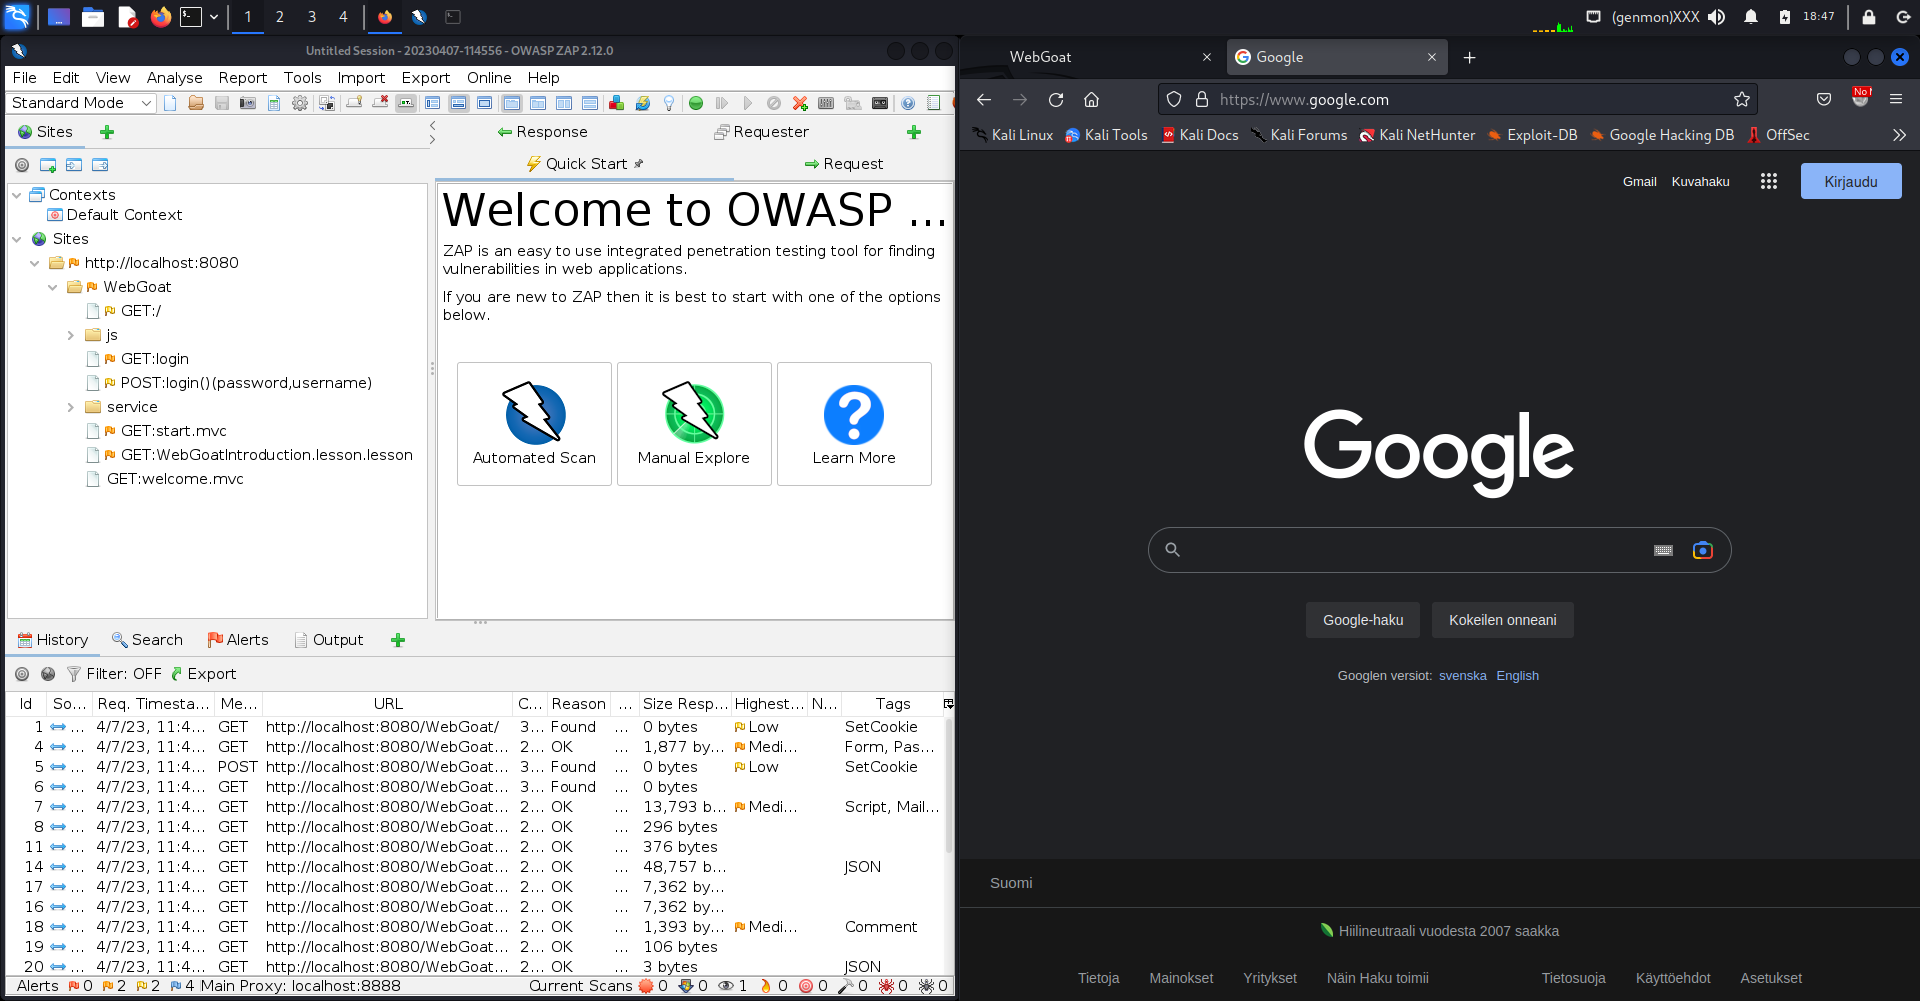 1 2 3 4 (genmon)XXX 18:47
Untitled Session - 20230407-114556 - OWASP ZAP 2.12.0
File Edit View Analyse Report Tools Import Export Online Help
Standard Mode
Sites
Response Requester
Quick Start Request
Contexts
Default Context
Sites
http://localhost:8080
WebGoat
GET:/
js
GET:login
POST:login()(password,username)
service
GET:start.mvc
GET:WebGoatIntroduction.lesson.lesson
GET:welcome.mvc
Welcome to OWASP ...
ZAP is an easy to use integrated penetration testing tool for finding
vulnerabilities in web applications.
If you are new to ZAP then it is best to start with one of the options
below.
Automated Scan Manual Explore Learn More
History Search Alerts Output
Filter: OFF Export
Id So... Req. Timesta... Me... URL C... Reason ... Size Resp... Highest... N... Tags
1 ... 4/7/23, 11:4... GET http://localhost:8080/WebGoat/ 3... Found ... 0 bytes Low SetCookie
4 ... 4/7/23, 11:4... GET http://localhost:8080/WebGoat... 2... OK ... 1,877 by... Medi... Form, Pas...
5 ... 4/7/23, 11:4... POST http://localhost:8080/WebGoat... 3... Found ... 0 bytes Low SetCookie
6 ... 4/7/23, 11:4... GET http://localhost:8080/WebGoat... 3... Found ... 0 bytes
7 ... 4/7/23, 11:4... GET http://localhost:8080/WebGoat... 2... OK ... 13,793 b... Medi... Script, Mail...
8 ... 4/7/23, 11:4... GET http://localhost:8080/WebGoat... 2... OK ... 296 bytes
11 ... 4/7/23, 11:4... GET http://localhost:8080/WebGoat... 2... OK ... 376 bytes
14 ... 4/7/23, 11:4... GET http://localhost:8080/WebGoat... 2... OK ... 48,757 b... JSON
17 ... 4/7/23, 11:4... GET http://localhost:8080/WebGoat... 2... OK ... 7,362 by...
16 ... 4/7/23, 11:4... GET http://localhost:8080/WebGoat... 2... OK ... 7,362 by...
18 ... 4/7/23, 11:4... GET http://localhost:8080/WebGoat... 2... OK ... 1,393 by... Medi... Comment
19 ... 4/7/23, 11:4... GET http://localhost:8080/WebGoat... 2... OK ... 106 bytes
20 ... 4/7/23, 11:4... GET http://localhost:8080/WebGoat... 2... OK ... 3 bytes JSON
Alerts 0 2 2 4 Main Proxy: localhost:8888 Current Scans 0 0 1 0 0 0 0 0
WebGoat Google
https://www.google.com No
Kali Linux Kali Tools Kali Docs Kali Forums Kali NetHunter Exploit-DB Google Hacking DB OffSec
Gmail Kuvahaku Kirjaudu
Google
Google-haku Kokeilen onneani
Googlen versiot: svenska English
Suomi
Hiilineutraali vuodesta 2007 saakka
Tietoja Mainokset Yritykset Näin Haku toimii Tietosuoja Käyttöehdot Asetukset